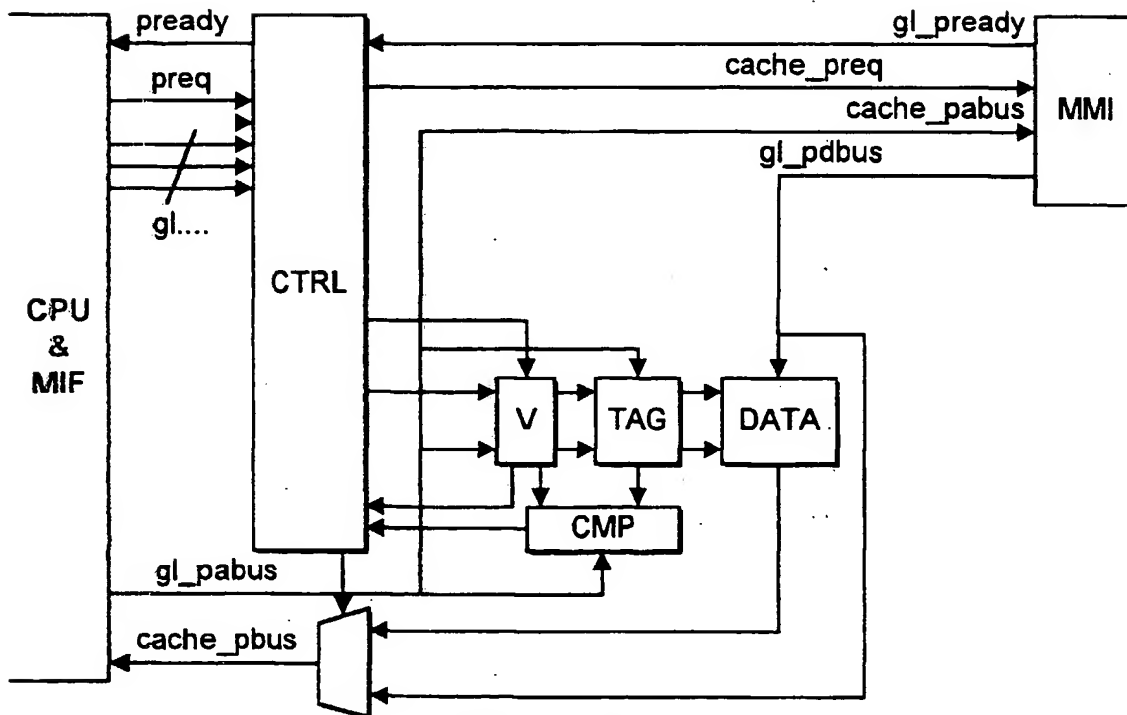 pready
gl_pready
preq
cache_preq
cache_pabus
MMI
gl_pdbus
gl....
CTRL
CPU
&
MIF
V
TAG
DATA
CMP
gl_pabus
cache_pbus